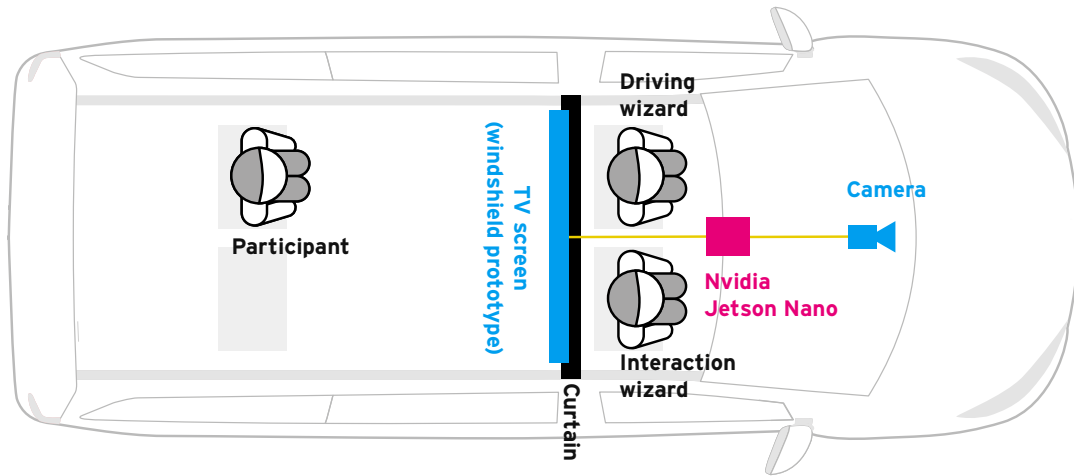 Driving
wizard
Participant
TV screen
(windshield prototype)
Camera
Nvidia
Jetson Nano
Interaction
wizard
Curtain